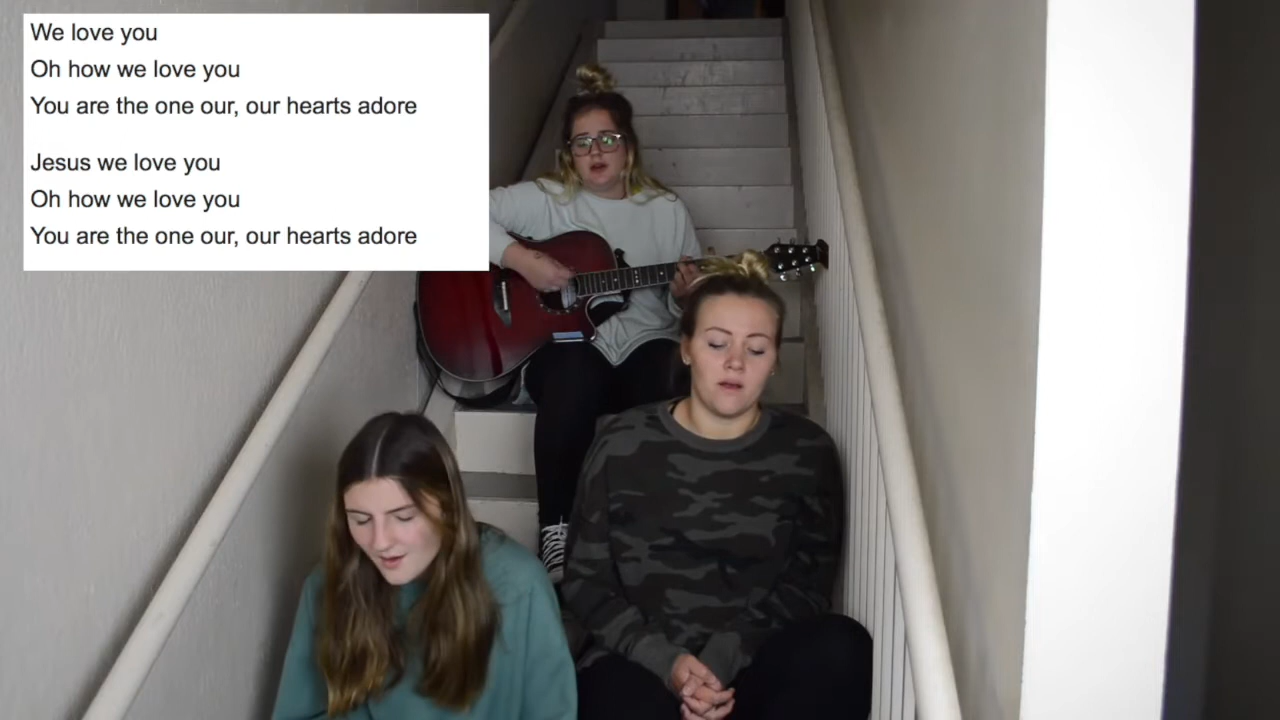 We love you
Oh how we love you
You are the one our, our hearts adore
Jesus we love you
Oh how we love you
You are the one our, our hearts adore